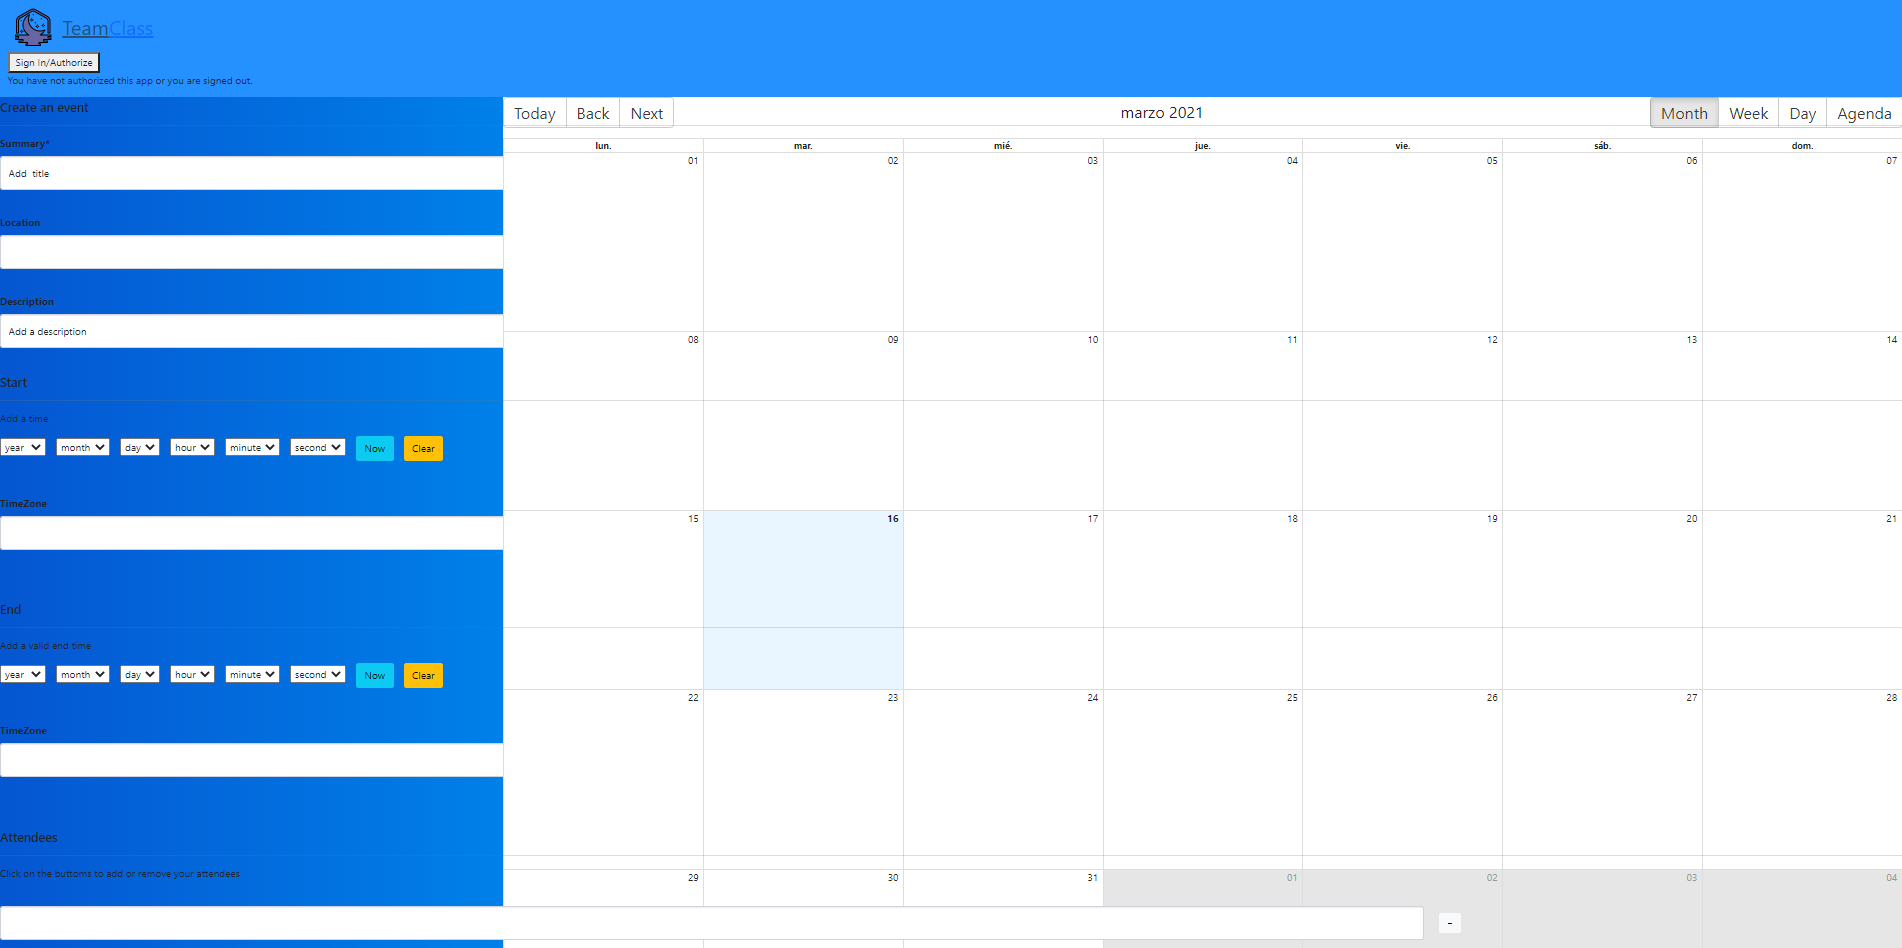 TeamClass
Sign In/Authorize
You have not authorized this app or you are signed out.
Create an event
Summary*
Add title
Location
Description
Add a description
Start
Add a time
year month day hour minute second Now Clear
TimeZone
End
Add a valid end time
year month day hour minute second Now Clear
TimeZone
Attendees
Click on the buttoms to add or remove your attendees
Today Back Next marzo 2021 Month Week Day Agenda
lun. mar. mié. jue. vie. sáb. dom.
01 02 03 04 05 06 07
08 09 10 11 12 13 14
15 16 17 18 19 20 21
22 23 24 25 26 27 28
29 30 31 01 02 03 04
-